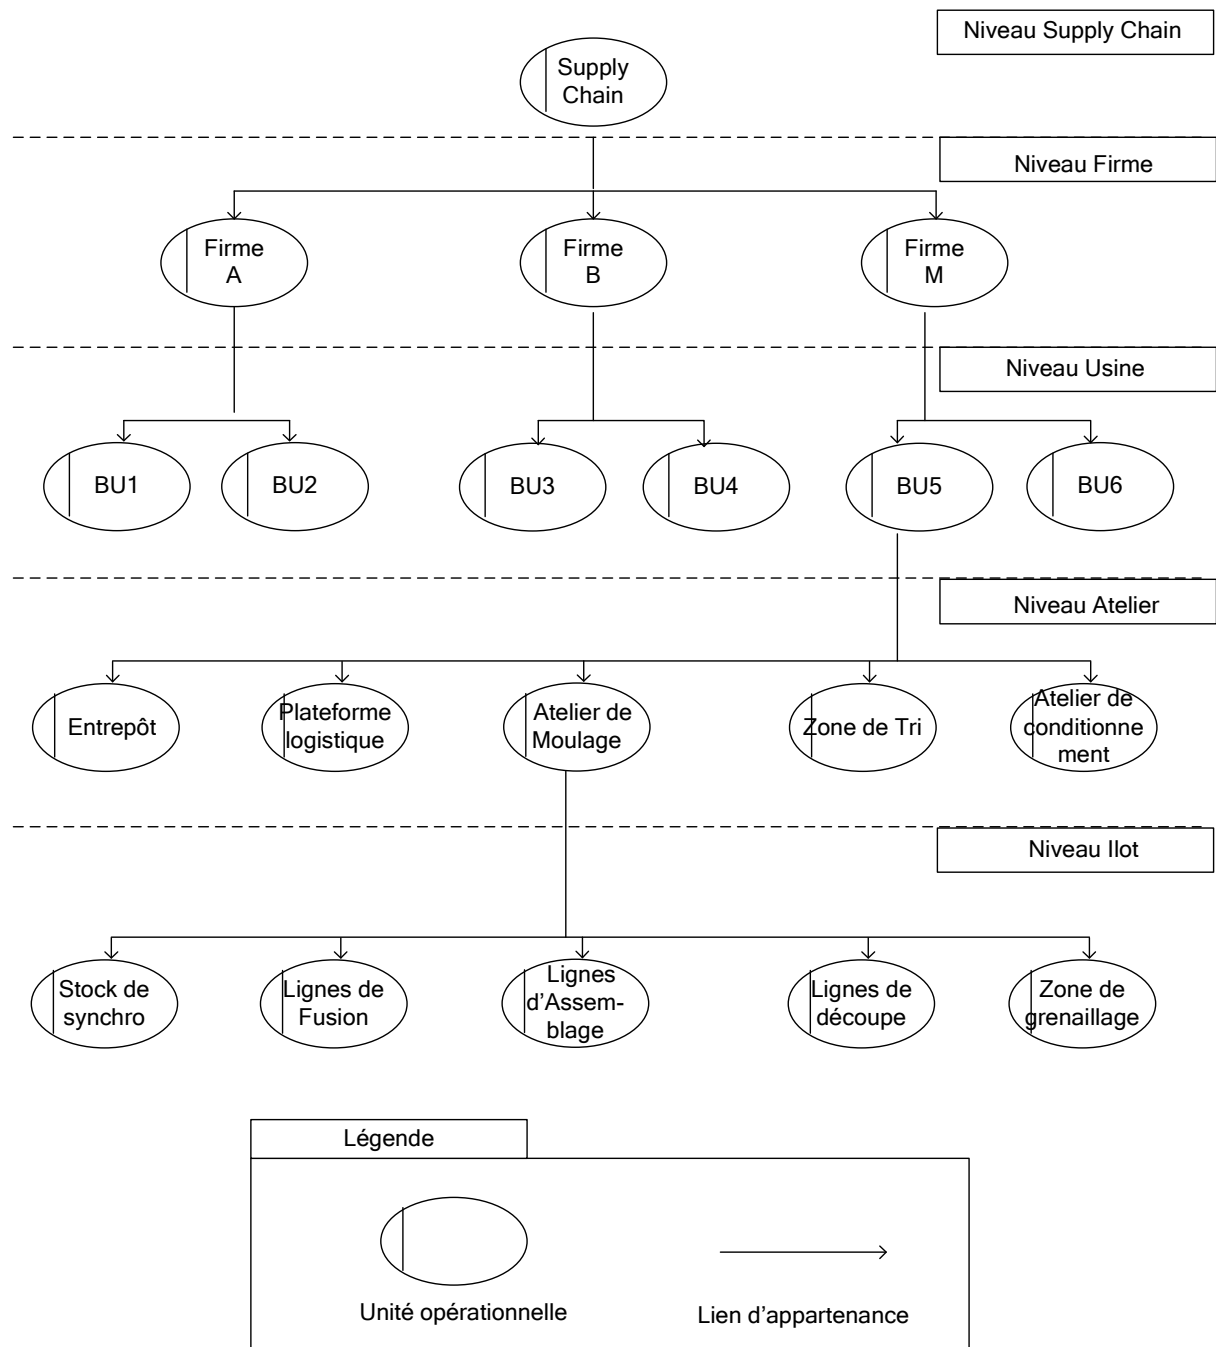 Niveau Supply Chain
Supply
Chain
Niveau Firme
Firme
A
Firme
B
Firme
M
Niveau Usine
BU1
BU2
BU3
BU4
BU5
BU6
Niveau Atelier
Entrepôt
Plateforme
logistique
Atelier de
Moulage
Zone de Tri
Atelier de
conditionne
ment
Niveau Ilot
Stock de
synchro
Lignes de
Fusion
Lignes
d’Assem-
blage
Lignes de
découpe
Zone de
grenaillage
Légende
Unité opérationnelle
Lien d’appartenance